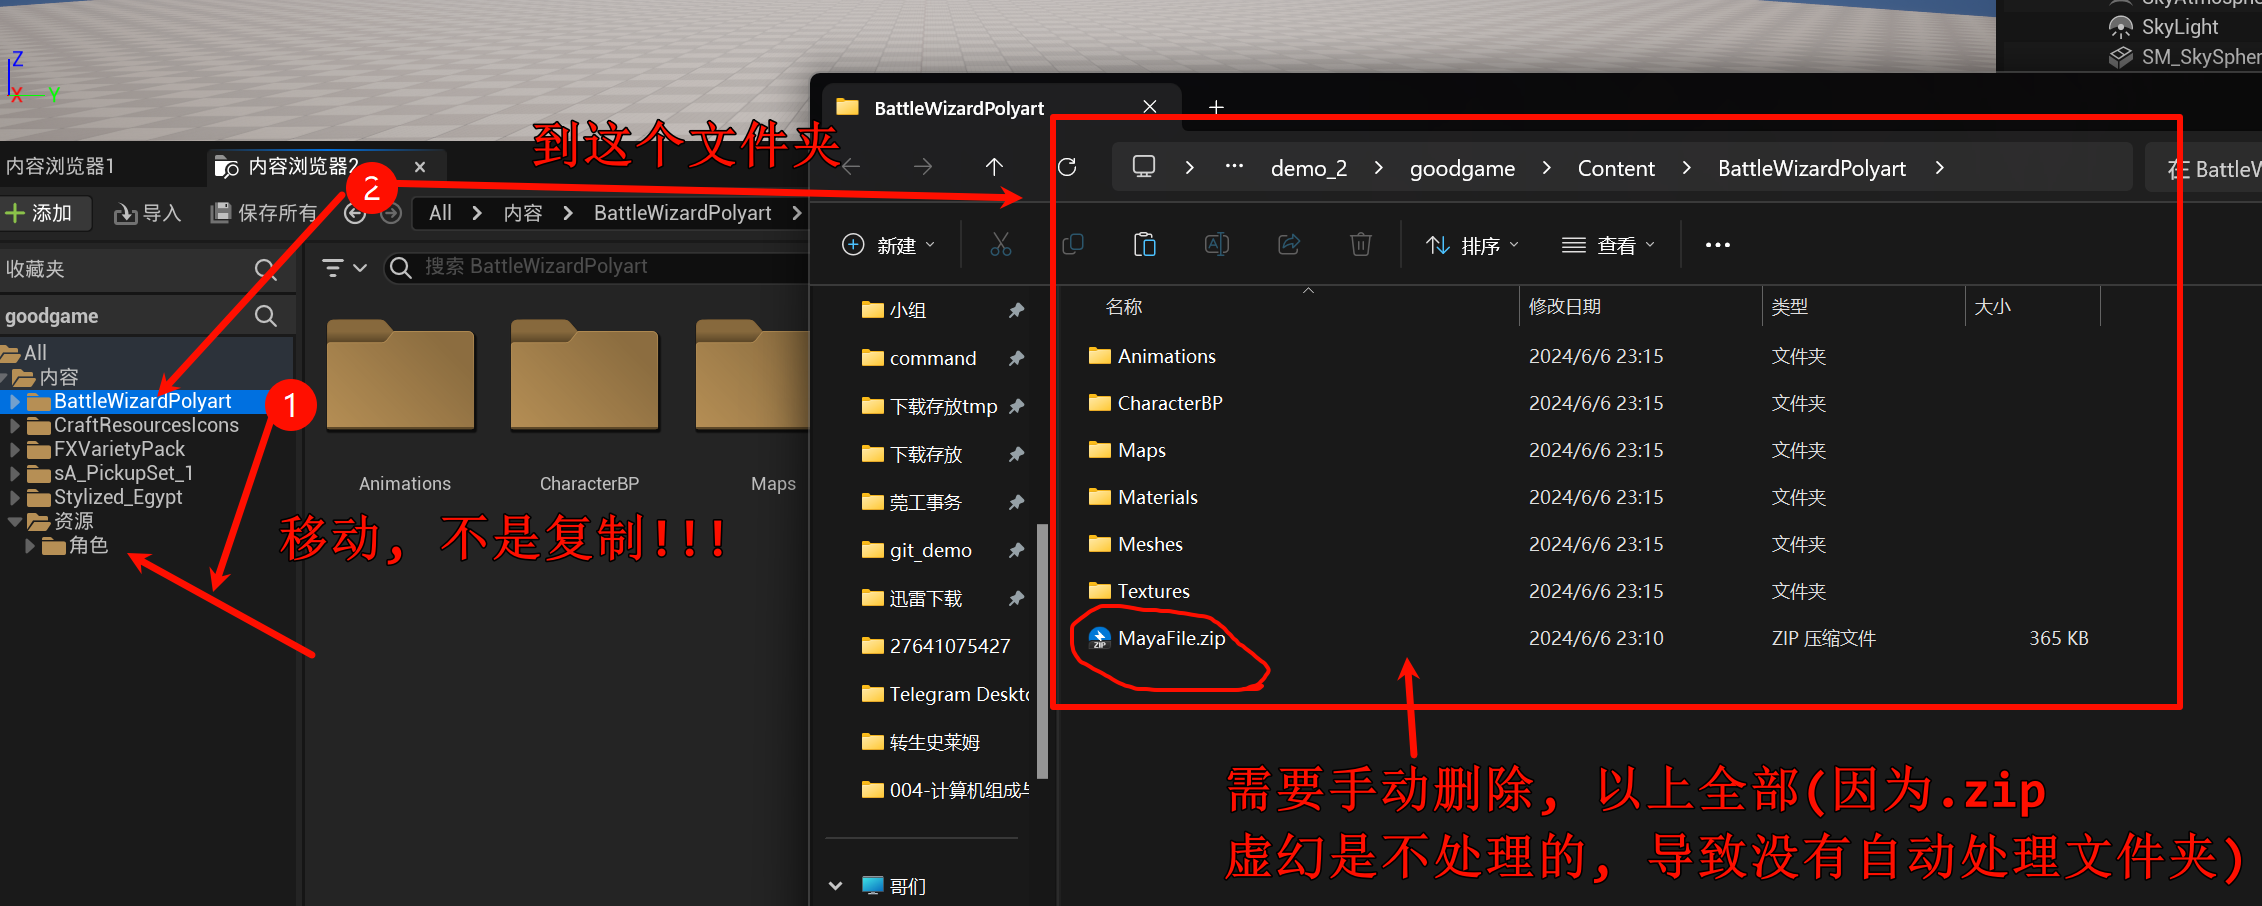 SkyAtmosphe
SkyLight
SM_SkySpher
Z
X
Y
BattleWizardPolyart
到这个文件夹
内容浏览器1
内容浏览器2
2
demo_2
goodgame
Content
BattleWizardPolyart
在 BattleW
添加
导入
保存所有
All
内容
BattleWizardPolyart
新建
排序
查看
收藏夹
搜索 BattleWizardPolyart
goodgame
All
内容
BattleWizardPolyart
1
CraftResourcesIcons
FXVarietyPack
sA_PickupSet_1
Stylized_Egypt
资源
角色
Animations
CharacterBP
Maps
移动, 不是复制!!!
小组
command
下载存放tmp
下载存放
莞工事务
git_demo
迅雷下载
27641075427
Telegram Deskto
转生史莱姆
004-计算机组成与
哥们
名称
修改日期
类型
大小
Animations
2024/6/6 23:15
文件夹
CharacterBP
2024/6/6 23:15
文件夹
Maps
2024/6/6 23:15
文件夹
Materials
2024/6/6 23:15
文件夹
Meshes
2024/6/6 23:15
文件夹
Textures
2024/6/6 23:15
文件夹
ZIP
MayaFile.zip
2024/6/6 23:10
ZIP 压缩文件
365 KB
需要手动删除, 以上全部(因为.zip
虚幻是不处理的, 导致没有自动处理文件夹)